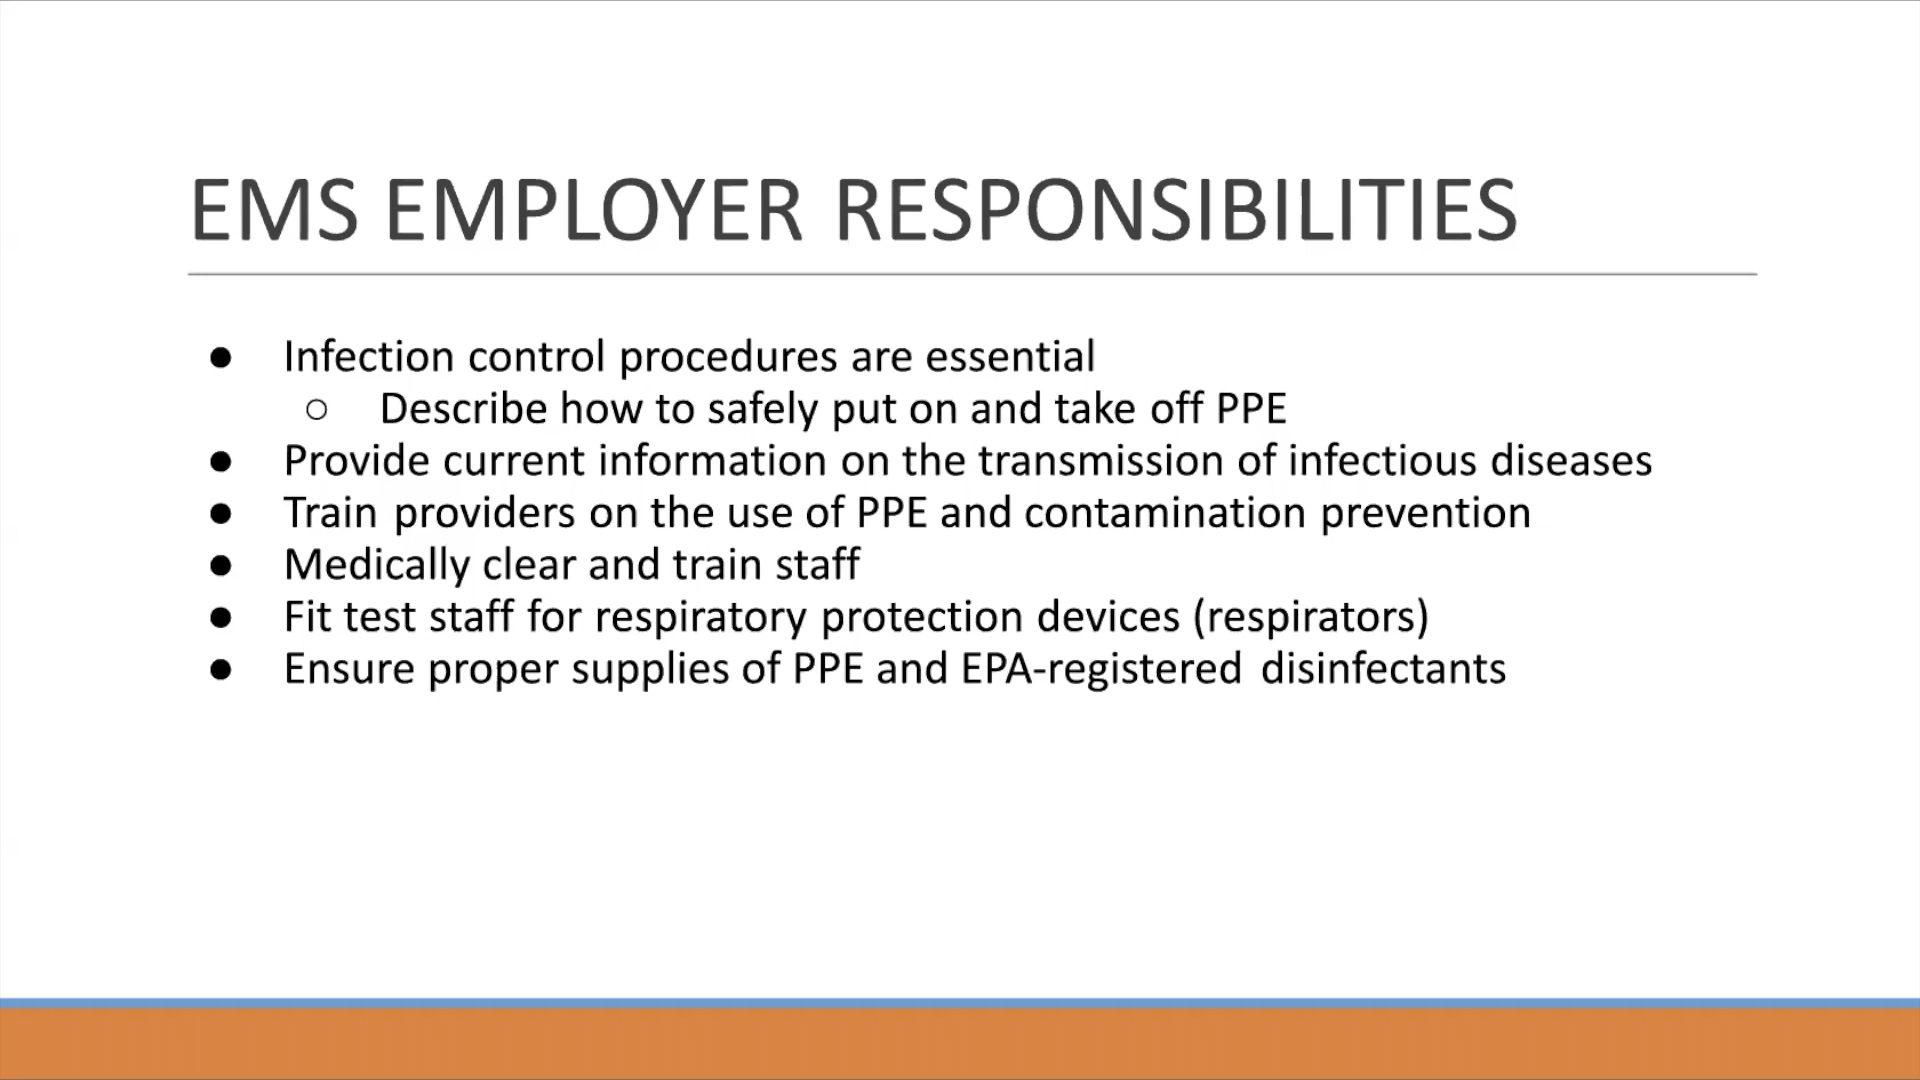 EMS EMPLOYER RESPONSIBILITIES
● Infection control procedures are essential
○ Describe how to safely put on and take off PPE
● Provide current information on the transmission of infectious diseases
● Train providers on the use of PPE and contamination prevention
● Medically clear and train staff
● Fit test staff for respiratory protection devices (respirators)
● Ensure proper supplies of PPE and EPA-registered disinfectants